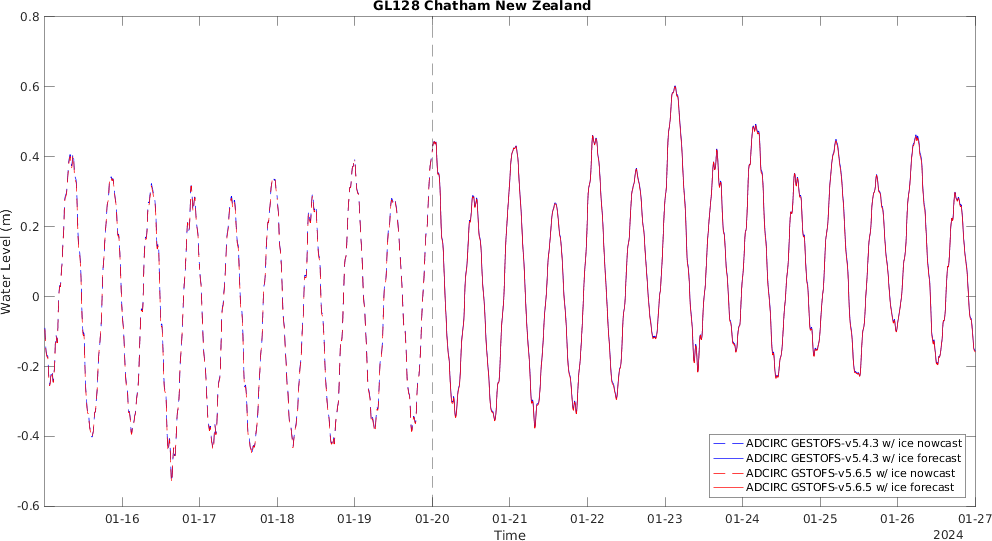 GL128 Chatham New Zealand
0.8
0.6
0.4
0.2
0
-0.2
-0.4
-0.6
Water Level (m)
ADCIRC GESTOFS-v5.4.3 w/ ice nowcast
ADCIRC GESTOFS-v5.4.3 w/ ice forecast
ADCIRC GSTOFS-v5.6.5 w/ ice nowcast
ADCIRC GSTOFS-v5.6.5 w/ ice forecast
01-16 01-17 01-18 01-19 01-20 01-21 01-22 01-23 01-24 01-25 01-26 01-27
Time
2024